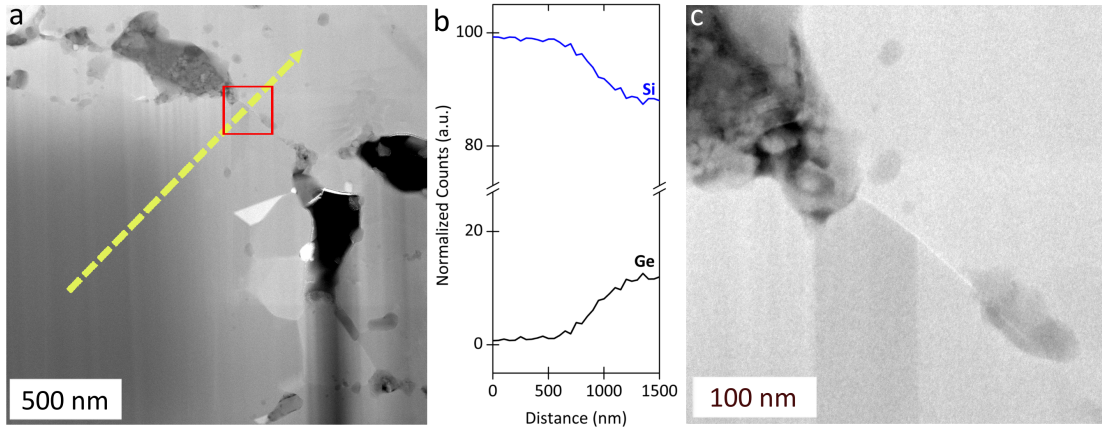 a
500 nm
b
100
80
20
0
Normalized Counts (a.u.)
Si
Ge
0 500 1000 1500
Distance (nm)
c
100 nm